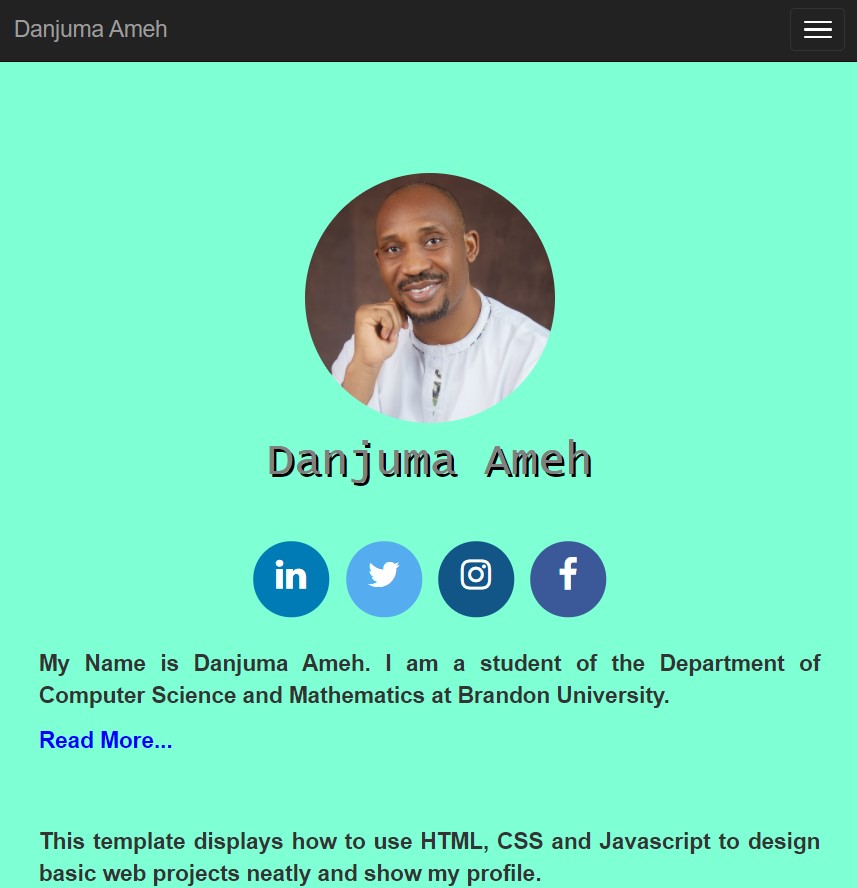 Danjuma Ameh
Danjuma Ameh
in
f
My Name is Danjuma Ameh. I am a student of the Department of
Computer Science and Mathematics at Brandon University.
Read More...
This template displays how to use HTML, CSS and Javascript to design
basic web projects neatly and show my profile.